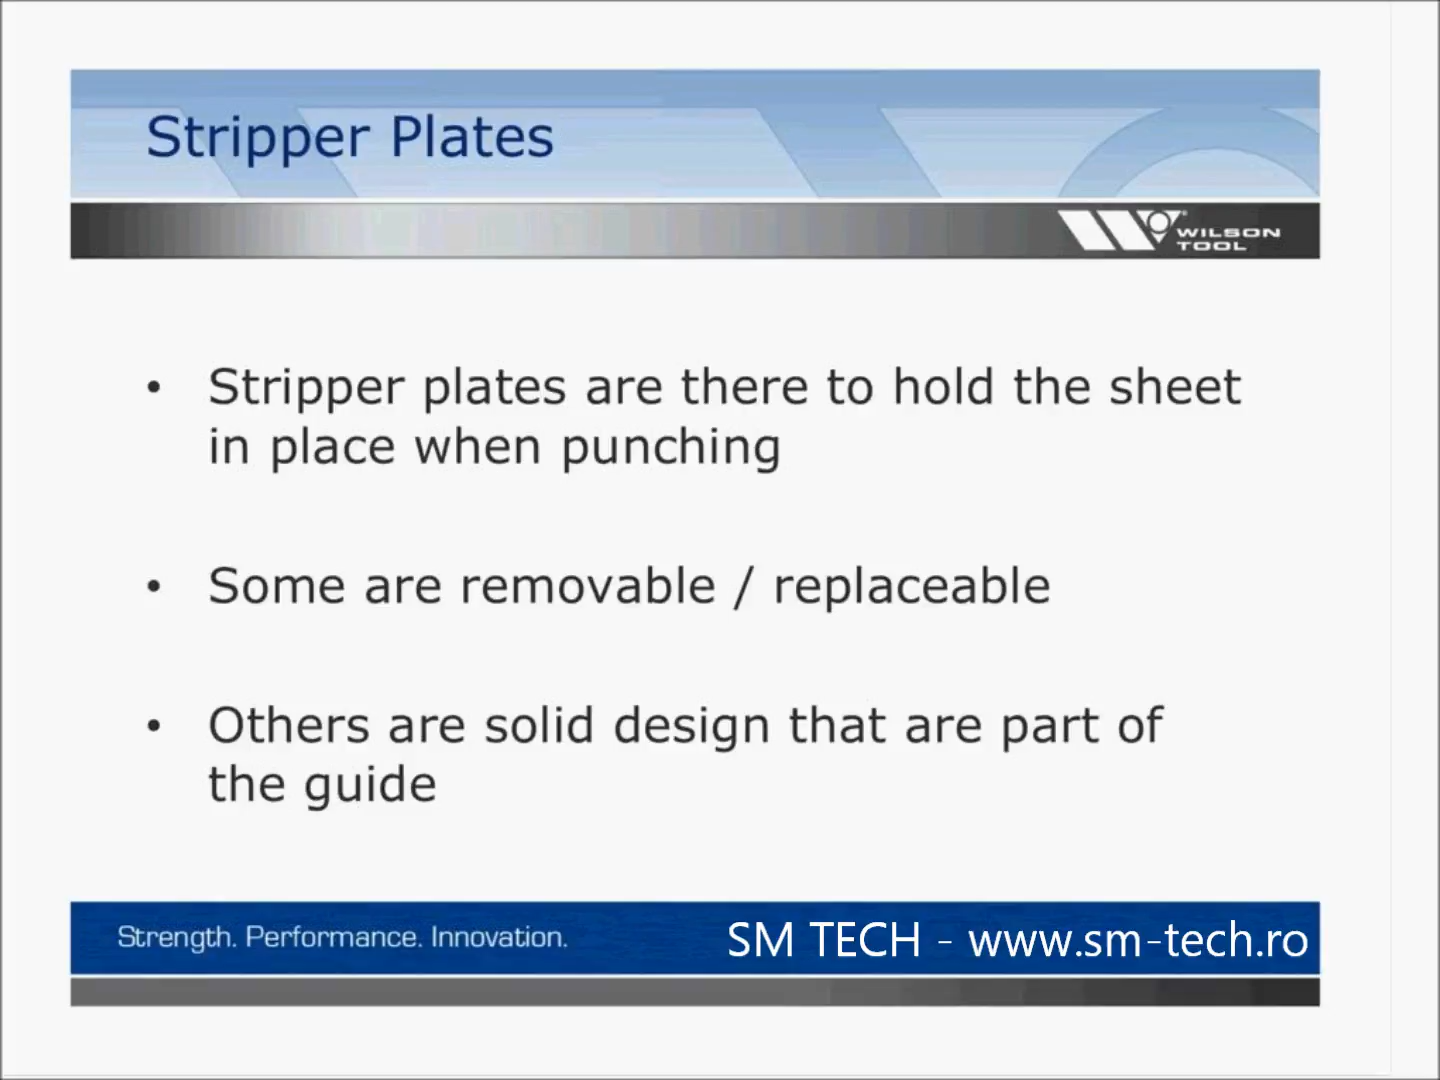 Stripper Plates
WILSON
TOOL
• Stripper plates are there to hold the sheet
in place when punching
• Some are removable / replaceable
• Others are solid design that are part of
the guide
Strength. Performance. Innovation.
SM TECH - www.sm-tech.ro